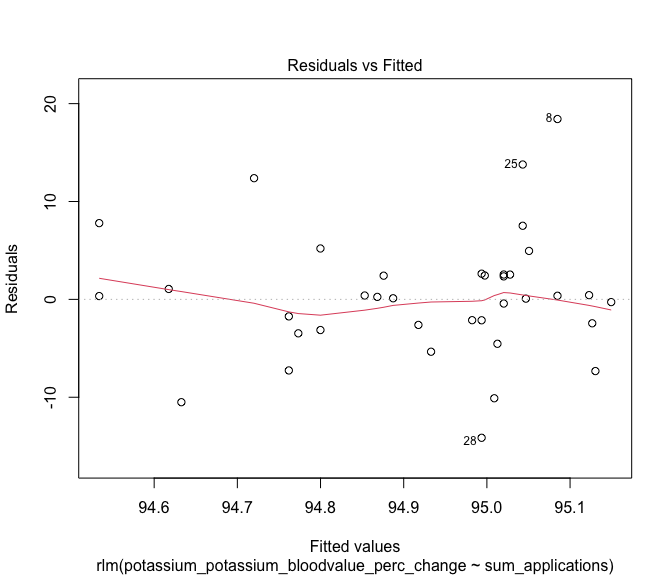 Residuals vs Fitted
Residuals
20
10
0
-10
8
25
28
94.6 94.7 94.8 94.9 95.0 95.1
Fitted values
rlm(potassium_potassium_bloodvalue_perc_change ~ sum_applications)